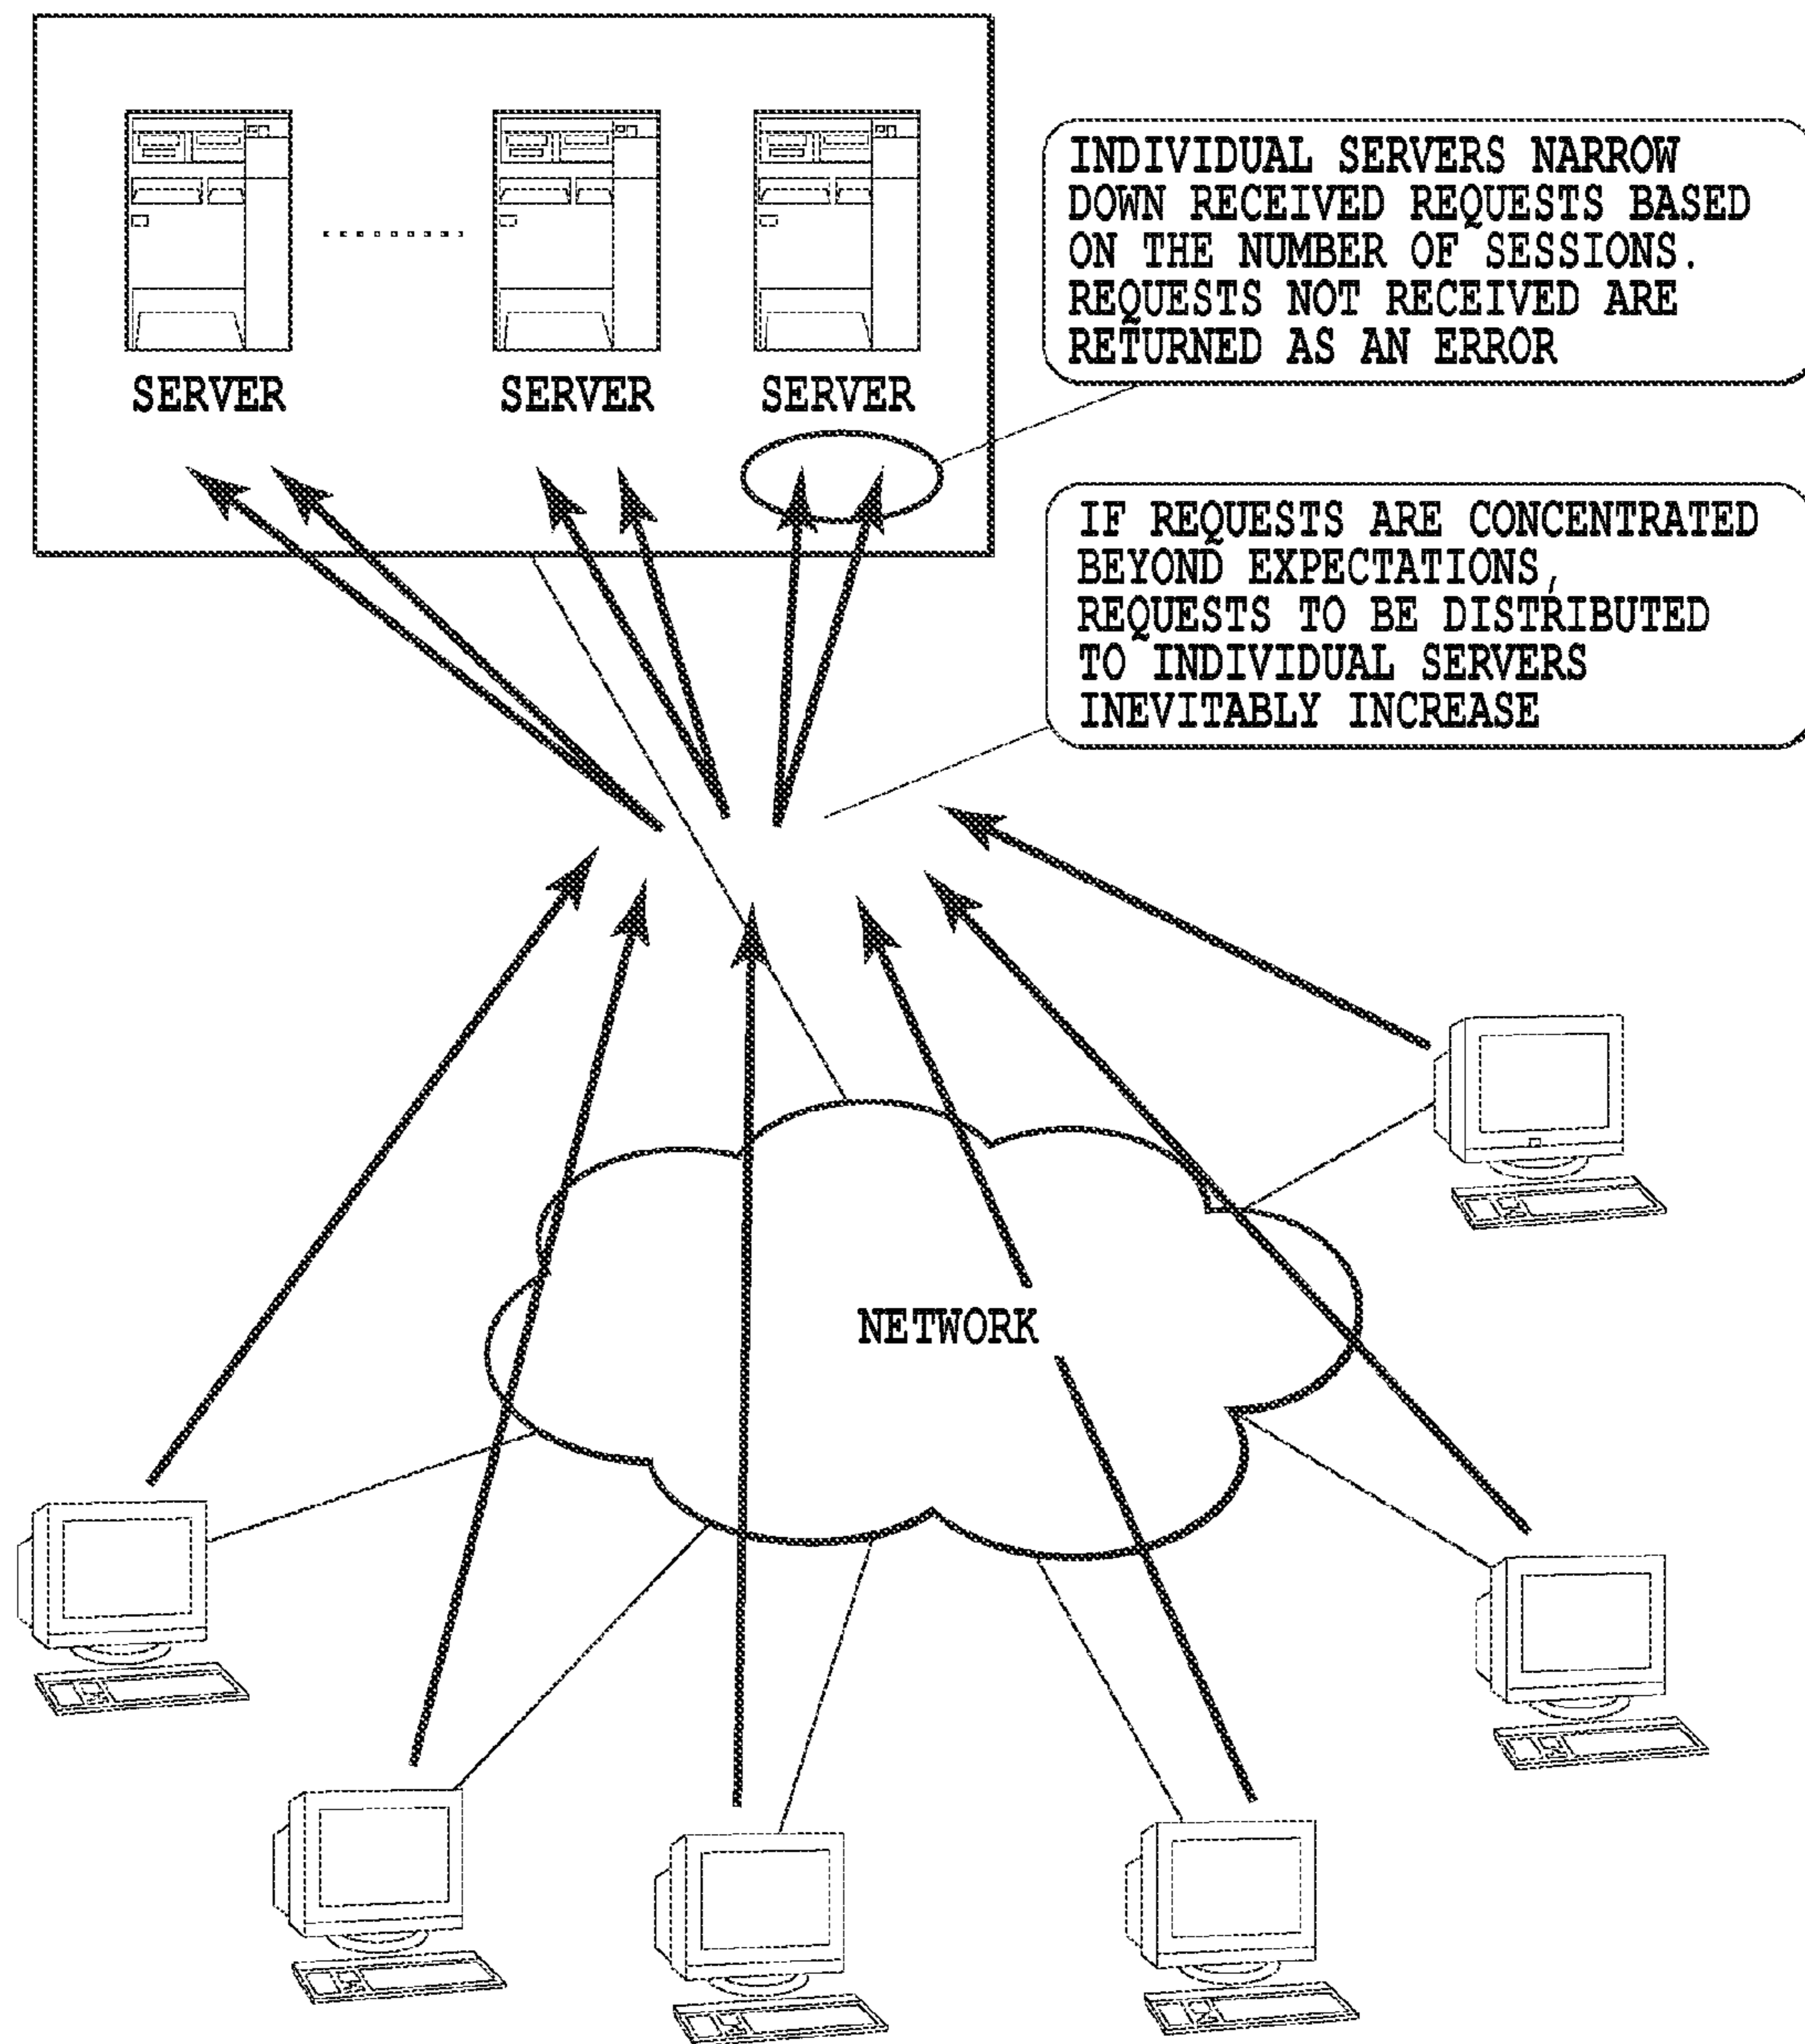 SERVER
SERVER
SERVER
INDIVIDUAL SERVERS NARROW
DOWN RECEIVED REQUESTS BASED
ON THE NUMBER OF SESSIONS.
REQUESTS NOT RECEIVED ARE
RETURNED AS AN ERROR
IF REQUESTS ARE CONCENTRATED
BEYOND EXPECTATIONS,
REQUESTS TO BE DISTRIBUTED
TO INDIVIDUAL SERVERS
INEVITABLY INCREASE
NETWORK